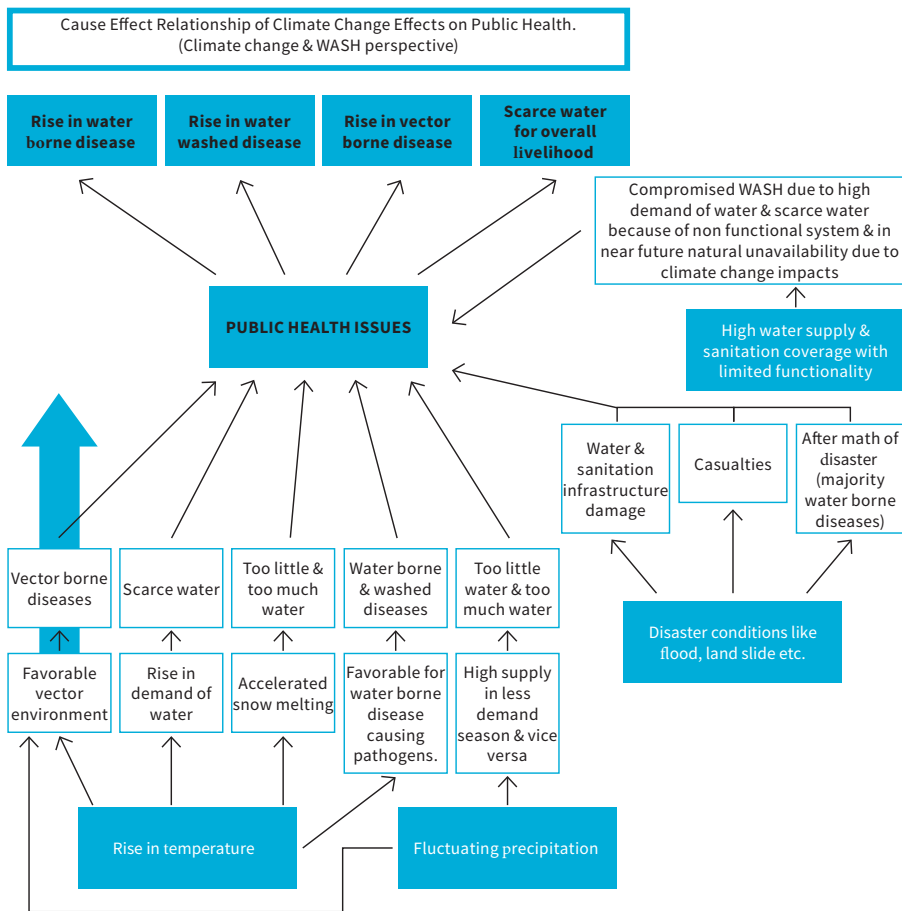 Cause Effect Relationship of Climate Change Effects on Public Health.
(Climate change & WASH perspective)
Rise in water
borne disease
Rise in water
washed disease
Rise in vector
borne disease
Scarce water
for overall
livelihood
Compromised WASH due to high
demand of water & scarce water
because of non functional system & in
near future natural unavailability due to
climate change impacts
PUBLIC HEALTH ISSUES
High water supply &
sanitation coverage with
limited functionality
Water &
sanitation
infrastructure
damage
Casualties
After math of
disaster
(majority
water borne
diseases)
Vector borne
diseases
Scarce water
Too little &
too much
water
Water borne
& washed
diseases
Too little
water & too
much water
Disaster conditions like
flood, land slide etc.
Favorable
vector
environment
Rise in
demand of
water
Accelerated
snow melting
Favorable for
water borne
disease
causing
pathogens.
High supply
in less
demand
season & vice
versa
Rise in temperature
Fluctuating precipitation